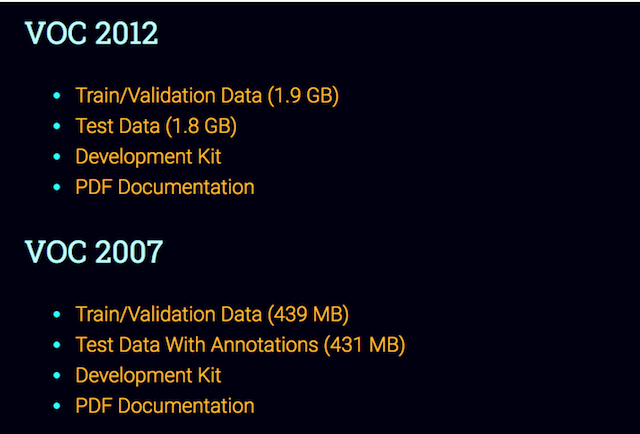 VOC 2012
Train/Validation Data (1.9 GB)
Test Data (1.8 GB)
Development Kit
PDF Documentation
VOC 2007
Train/Validation Data (439 MB)
Test Data With Annotations (431 MB)
Development Kit
PDF Documentation